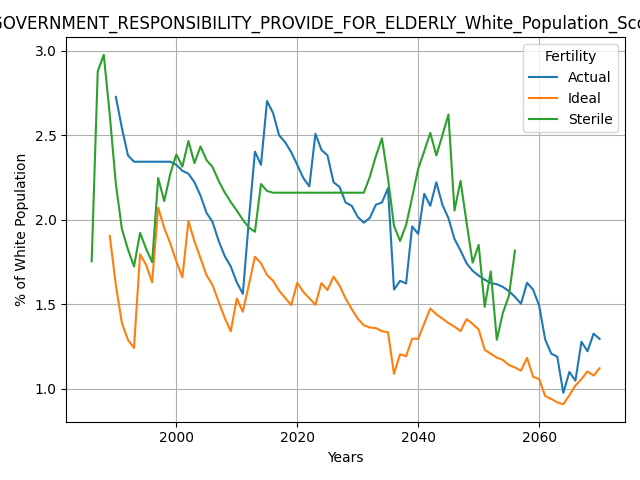 GOVERNMENT_RESPONSIBILITY_PROVIDE_FOR_ELDERLY_White_Population_Sco
Fertility
Actual
Ideal
Sterile
% of White Population
3.0
2.5
2.0
1.5
1.0
2000 2020 2040 2060
Years